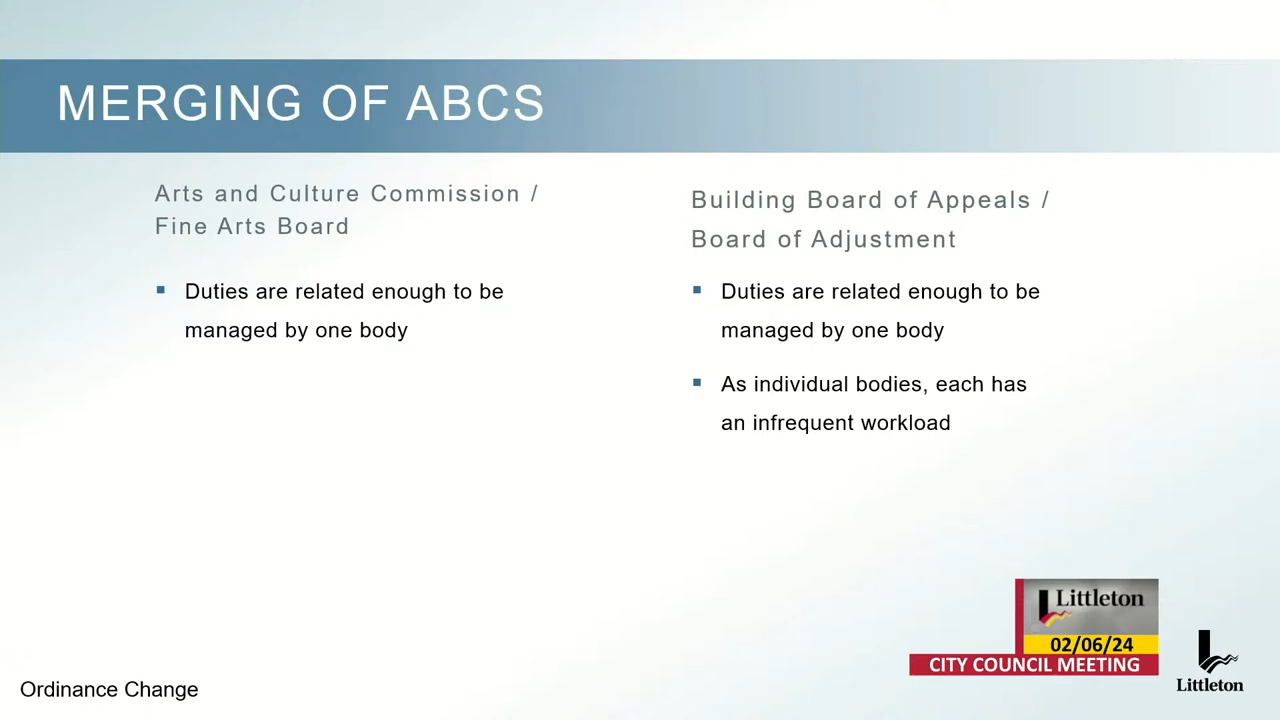 MERGING OF ABCS
Arts and Culture Commission /
Fine Arts Board
▪ Duties are related enough to be
managed by one body
Building Board of Appeals /
Board of Adjustment
▪ Duties are related enough to be
managed by one body
▪ As individual bodies, each has
an infrequent workload
Littleton
02/06/24
CITY COUNCIL MEETING
Littleton
Ordinance Change